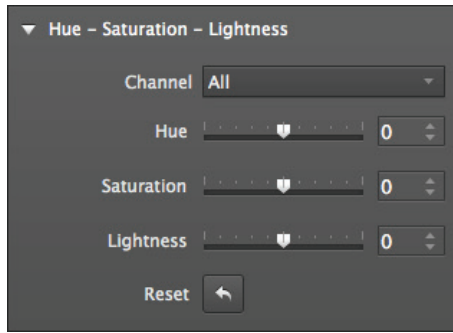 Hue – Saturation – Lightness
Channel All
Hue 0
Saturation 0
Lightness 0
Reset